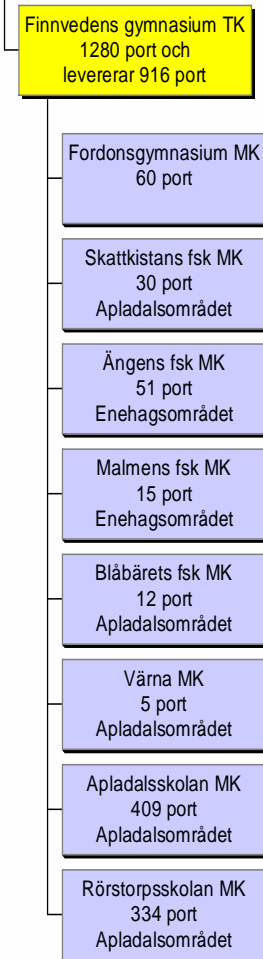 Finnvedens gymnasium TK
1280 port och
levererar 916 port
Fordonsgymnasium MK
60 port
Skattkistans fsk MK
30 port
Apladalsområdet
Ängens fsk MK
51 port
Enehagsområdet
Malmens fsk MK
15 port
Enehagsområdet
Blåbärets fsk MK
12 port
Apladalsområdet
Värna MK
5 port
Apladalsområdet
Apladalsskolan MK
409 port
Apladalsområdet
Rörstorpsskolan MK
334 port
Apladalsområdet